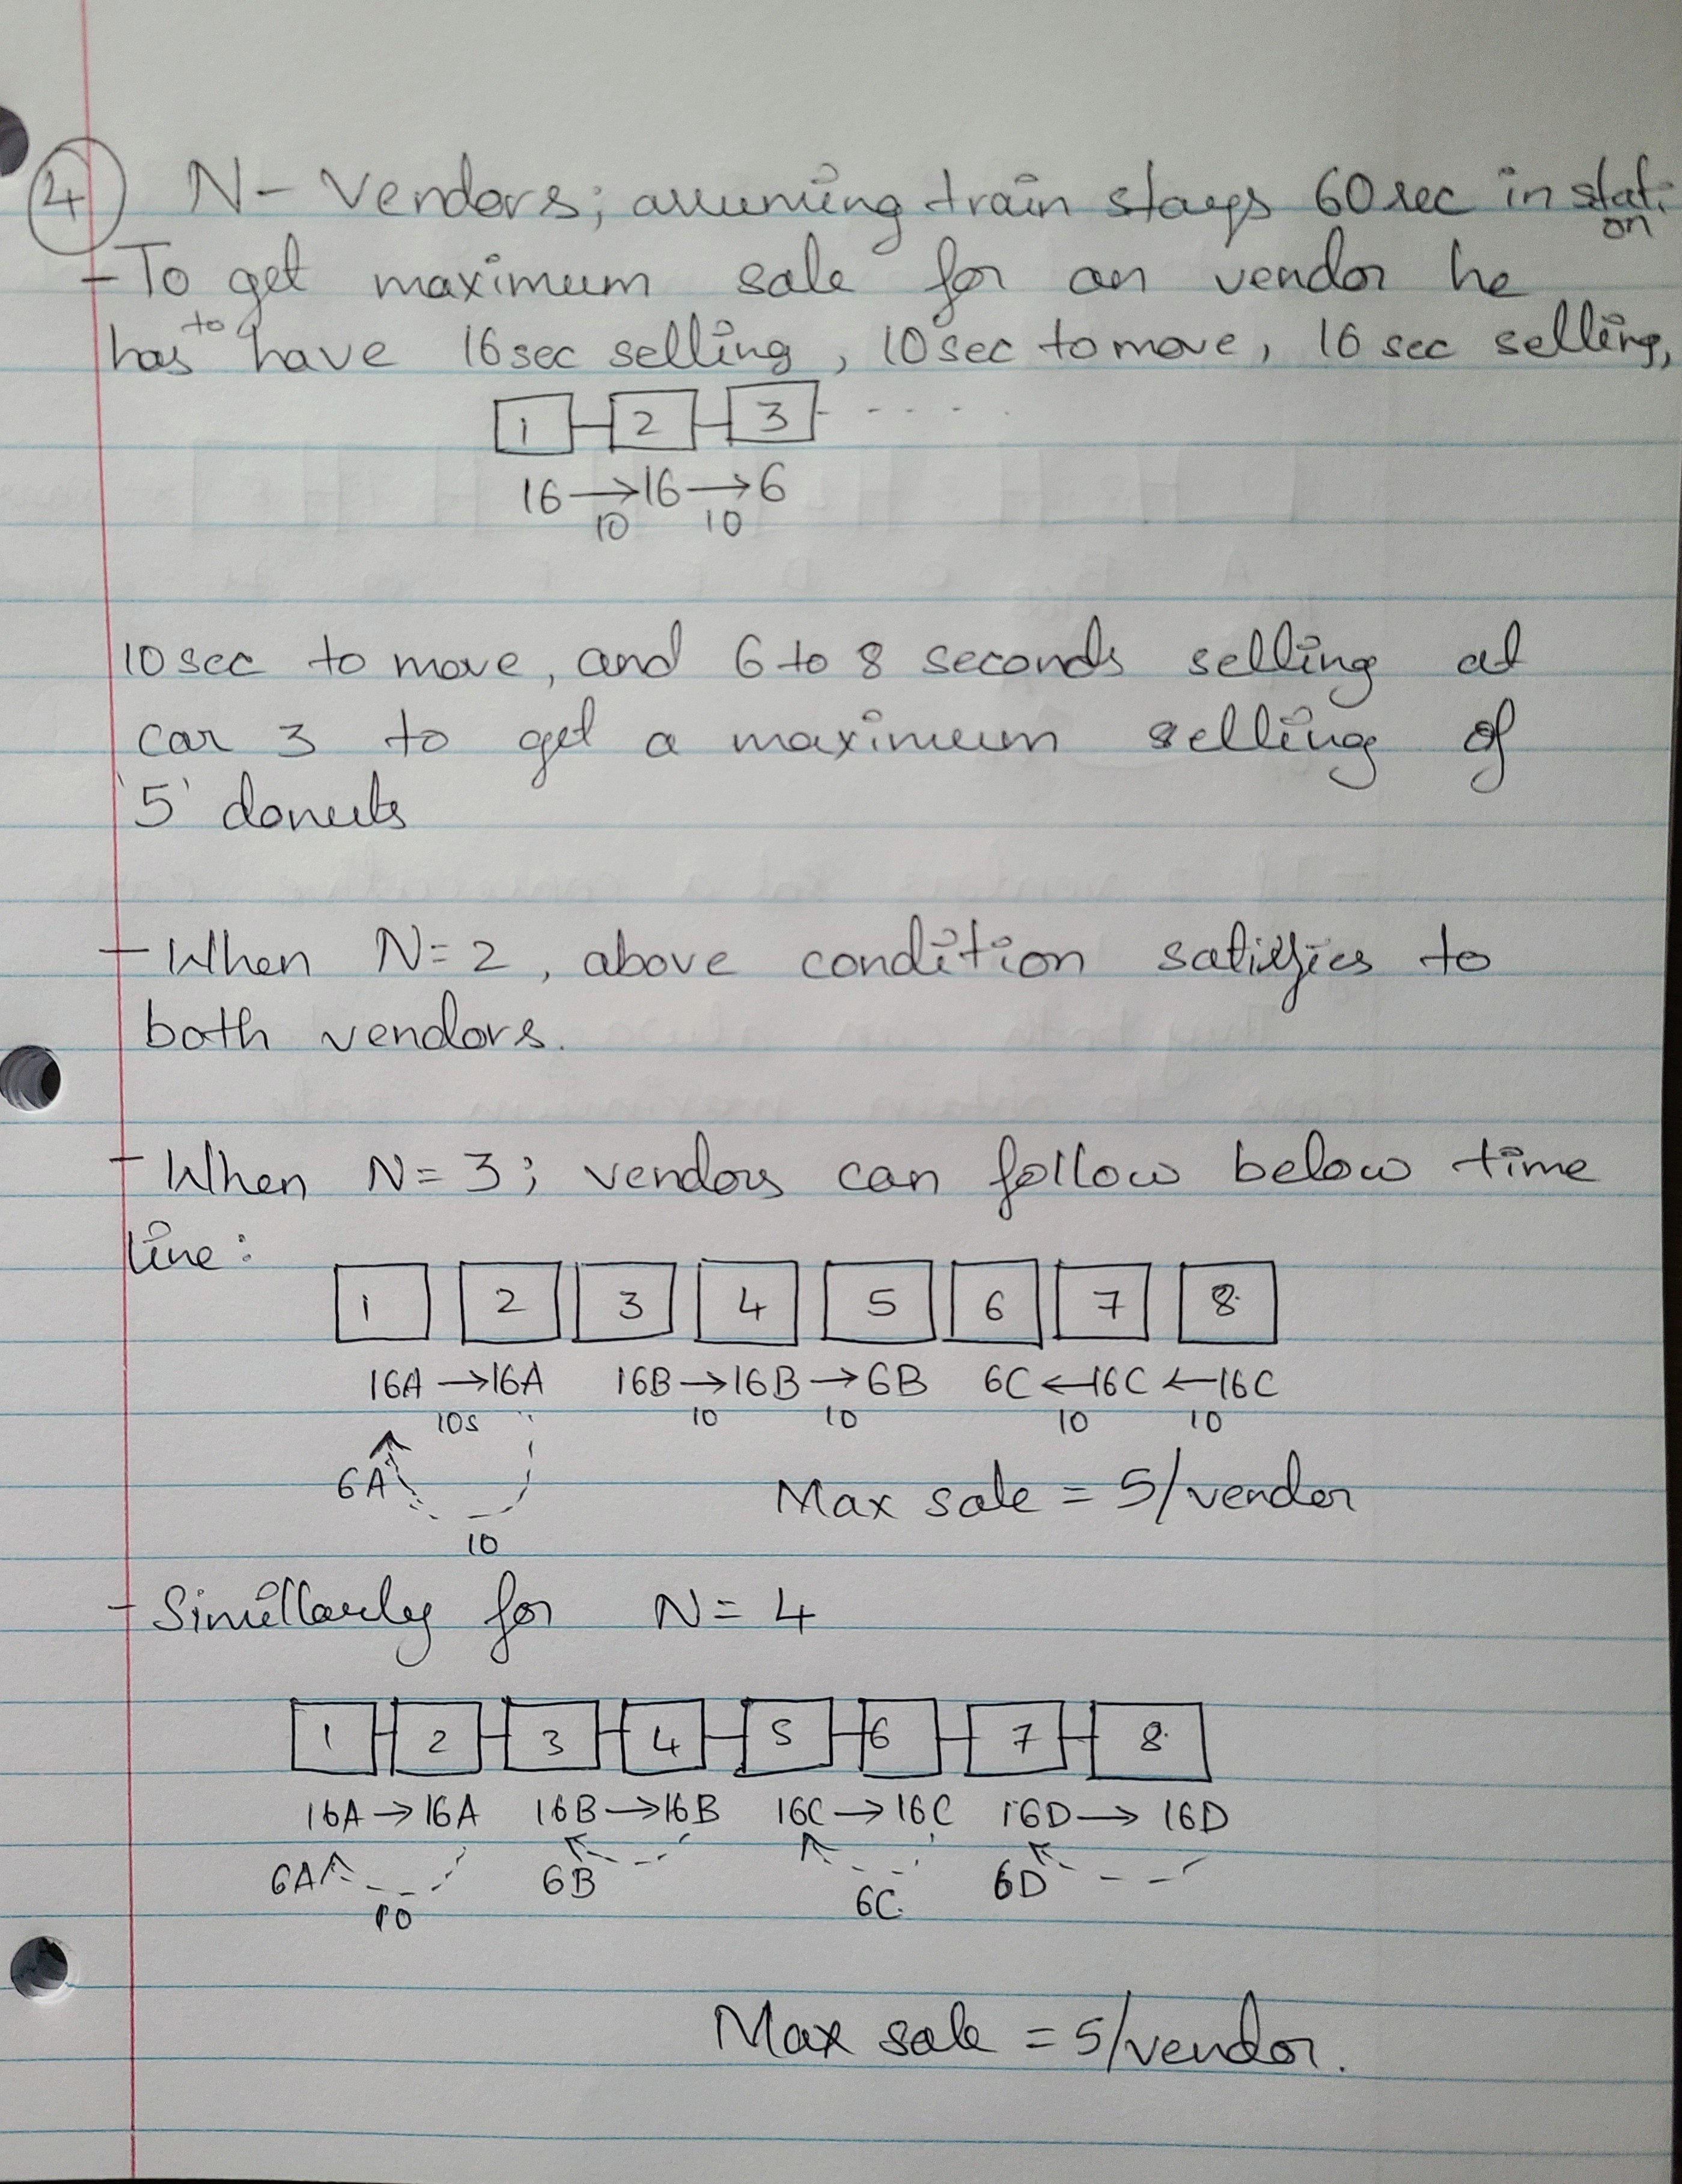 4 N- Vendors; assuming train stays 60 sec in stati
on
- To get maximum sale for an vendor he
has to have 16 sec selling, 10 sec to move, 16 sec selling,
1 2 3 - - - -
16 → 16 → 6
10 10
10 sec to move, and 6 to 8 seconds selling at
car 3 to get a maximum selling of
'5' donuts
- When N=2, above condition satisfies to
both vendors.
- When N=3; vendors can follow below time
line:
1 2 3 4 5 6 7 8
16A → 16A 16B → 16B → 6B 6C ← 16C ← 16C
10s 10 10 10 10
6A
Max sale = 5/vendor
10
- Simillarly for N=4
1 2 3 4 5 6 7 8
16A → 16A 16B → 16B 16C → 16C 16D → 16D
6A 6B 6C 6D
10
Max sale = 5/vendor.